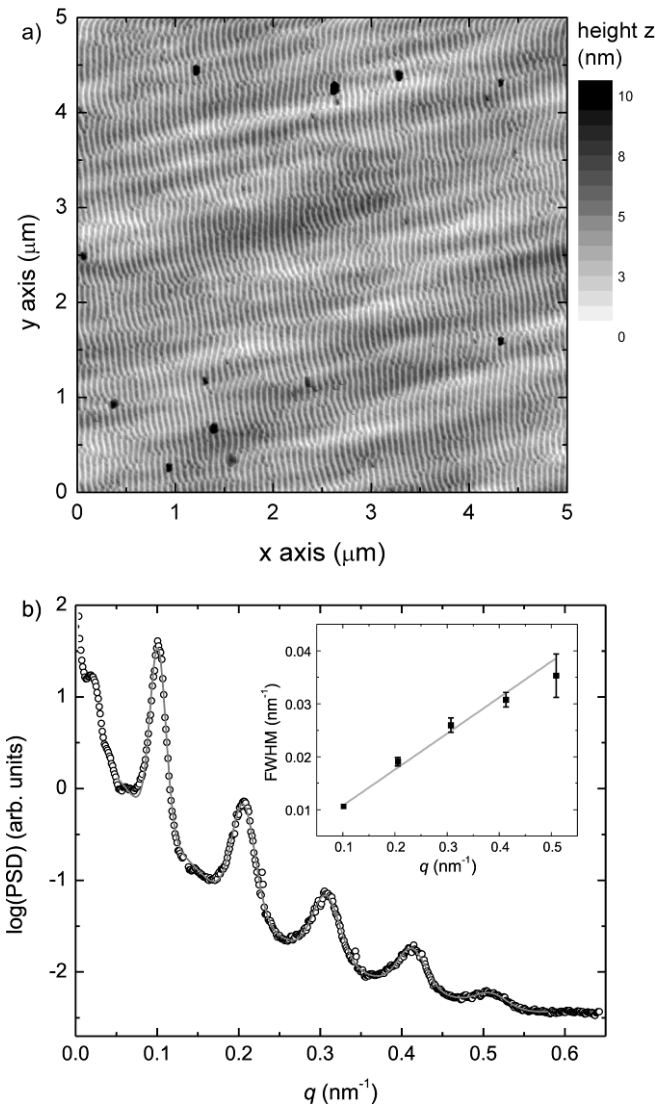 a)
height z
(nm)
10
8
5
3
0
5
4
3
2
1
0
y axis (μm)
0 1 2 3 4 5
x axis (μm)
b)
2
1
0
-1
-2
log(PSD) (arb. units)
0.04
0.03
0.02
0.01
FWHM (nm⁻¹)
0.1 0.2 0.3 0.4 0.5
q (nm⁻¹)
0.0 0.1 0.2 0.3 0.4 0.5 0.6
q (nm⁻¹)